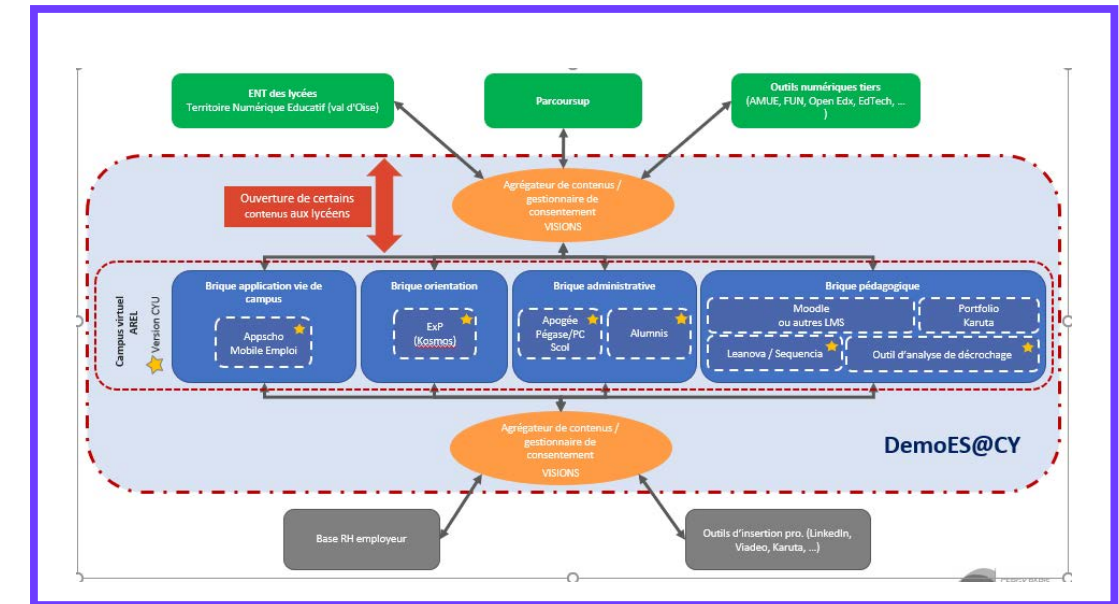 ENT des lycées
Territoire Numérique Educatif (val d'Oise)
Parcoursup
Outils numériques tiers
(AMUE, FUN, Open Edx, EdTech, ...
)
Ouverture de certains
contenus aux lycéens
Agrégateur de contenus /
gestionnaire de
consentement
VISIONS
Campus virtuel
AREL
Version CYU
Brique application vie de
campus
Appscho
Mobile Emploi
Brique orientation
ExP
(Kosmos)
Brique administrative
Apogée
Pégase/PC
Scol
Alumnis
Brique pédagogique
Moodle
ou autres LMS
Portfolio
Karuta
Leanova / Sequencia
Outil d'analyse de décrochage
Agrégateur de contenus /
gestionnaire de
consentement
VISIONS
DemoES@CY
Base RH employeur
Outils d'insertion pro. (LinkedIn,
Viadeo, Karuta, ...)